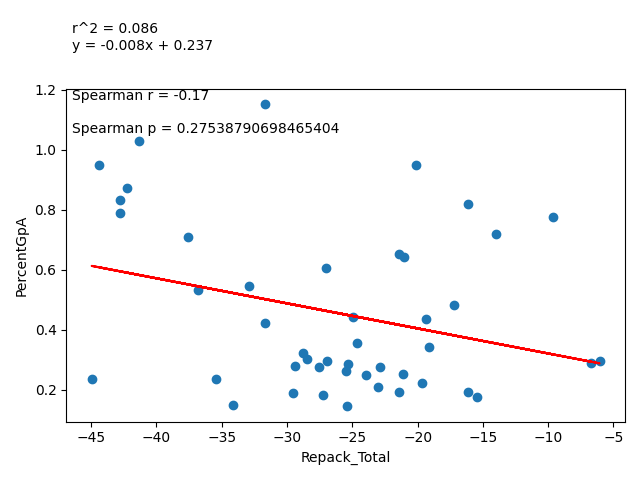 r^2 = 0.086
y = -0.008x + 0.237
Spearman r = -0.17
Spearman p = 0.27538790698465404
1.2
1.0
0.8
0.6
0.4
0.2
PercentGpA
−45 −40 −35 −30 −25 −20 −15 −10 −5
Repack_Total